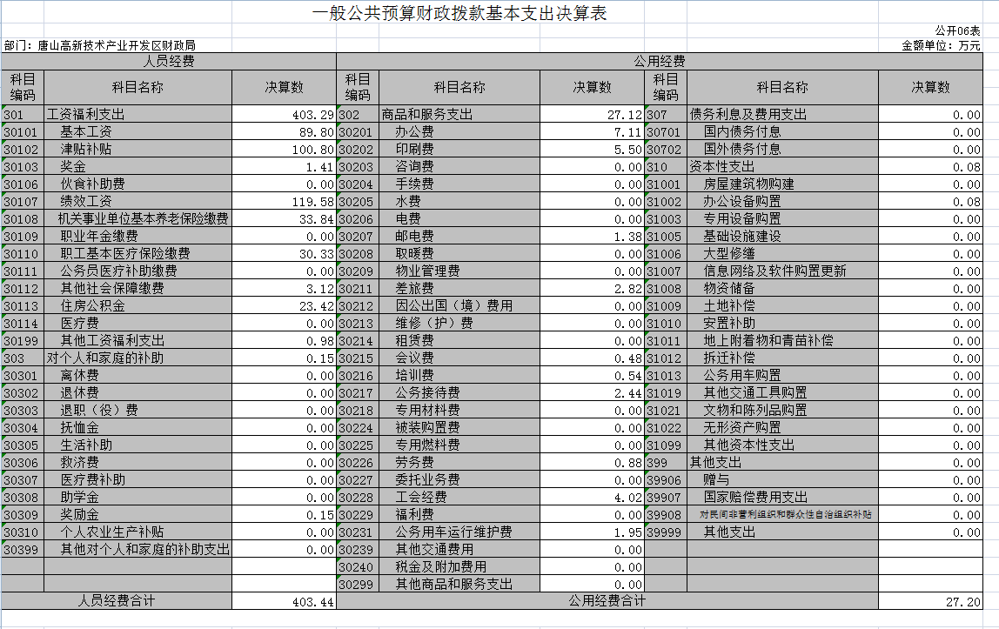 一般公共预算财政拨款基本支出决算表
公开06表
部门：唐山高新技术产业开发区财政局 金额单位：万元
人员经费 公用经费
科目编码 科目名称 决算数 科目编码 科目名称 决算数 科目编码 科目名称 决算数
301 工资福利支出 403.29 302 商品和服务支出 27.12 307 债务利息及费用支出 0.00
30101 基本工资 89.80 30201 办公费 7.11 30701 国内债务付息 0.00
30102 津贴补贴 100.80 30202 印刷费 5.50 30702 国外债务付息 0.00
30103 奖金 1.41 30203 咨询费 0.00 310 资本性支出 0.08
30106 伙食补助费 0.00 30204 手续费 0.00 31001 房屋建筑物购建 0.00
30107 绩效工资 119.58 30205 水费 0.00 31002 办公设备购置 0.08
30108 机关事业单位基本养老保险缴费 33.84 30206 电费 0.00 31003 专用设备购置 0.00
30109 职业年金缴费 0.00 30207 邮电费 1.38 31005 基础设施建设 0.00
30110 职工基本医疗保险缴费 30.33 30208 取暖费 0.00 31006 大型修缮 0.00
30111 公务员医疗补助缴费 0.00 30209 物业管理费 0.00 31007 信息网络及软件购置更新 0.00
30112 其他社会保障缴费 3.12 30211 差旅费 2.82 31008 物资储备 0.00
30113 住房公积金 23.42 30212 因公出国（境）费用 0.00 31009 土地补偿 0.00
30114 医疗费 0.00 30213 维修（护）费 0.00 31010 安置补助 0.00
30199 其他工资福利支出 0.98 30214 租赁费 0.00 31011 地上附着物和青苗补偿 0.00
303 对个人和家庭的补助 0.15 30215 会议费 0.48 31012 拆迁补偿 0.00
30301 离休费 0.00 30216 培训费 0.54 31013 公务用车购置 0.00
30302 退休费 0.00 30217 公务接待费 2.44 31019 其他交通工具购置 0.00
30303 退职（役）费 0.00 30218 专用材料费 0.00 31021 文物和陈列品购置 0.00
30304 抚恤金 0.00 30224 被装购置费 0.00 31022 无形资产购置 0.00
30305 生活补助 0.00 30225 专用燃料费 0.00 31099 其他资本性支出 0.00
30306 救济费 0.00 30226 劳务费 0.88 399 其他支出 0.00
30307 医疗费补助 0.00 30227 委托业务费 0.00 39906 赠与 0.00
30308 助学金 0.00 30228 工会经费 4.02 39907 国家赔偿费用支出 0.00
30309 奖励金 0.15 30229 福利费 0.00 39908 对民间非营利组织和群众性自治组织补贴 0.00
30310 个人农业生产补贴 0.00 30231 公务用车运行维护费 1.95 39999 其他支出 0.00
30399 其他对个人和家庭的补助支出 0.00 30239 其他交通费用 0.00
30240 税金及附加费用 0.00
30299 其他商品和服务支出 0.00
人员经费合计 403.44 公用经费合计 27.20